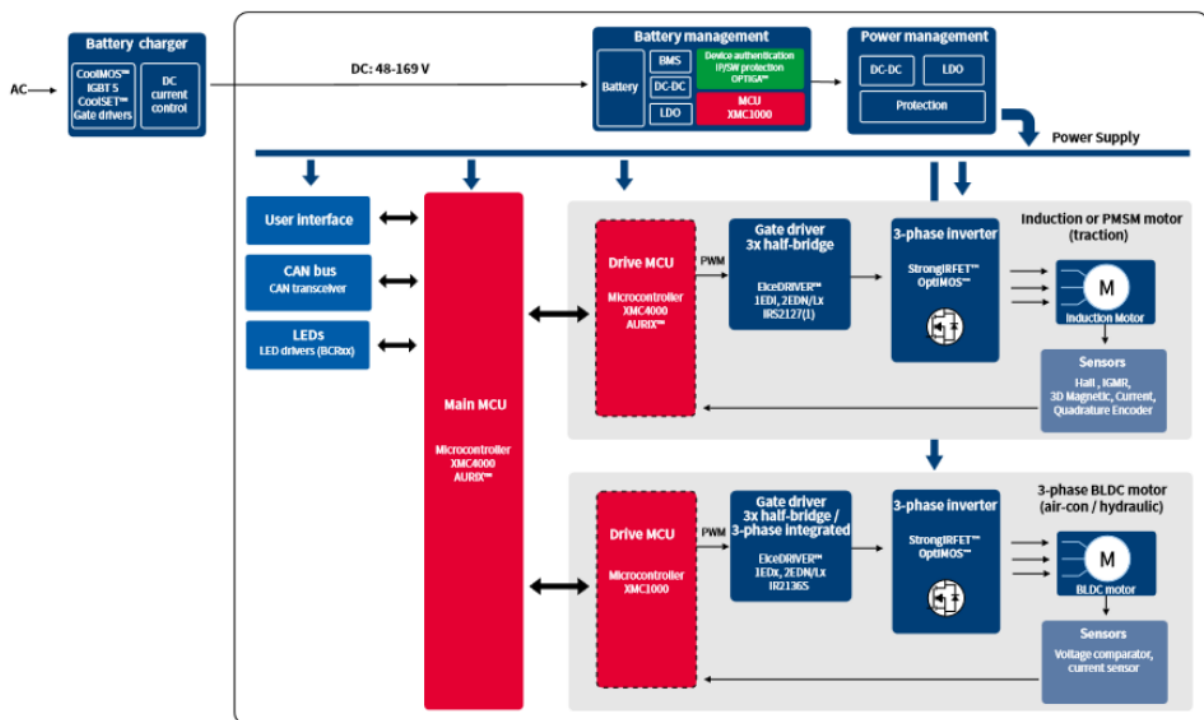 Battery charger
CoolMOS™
IGBT 5
CoolSET™
Gate drivers
DC
current
control
AC
DC: 48-169 V
Battery management
Battery
BMS
DC-DC
LDO
Device authentication
IP/SW protection
OPTIGA™
MCU
XMC1000
Power management
DC-DC
LDO
Protection
Power Supply
User interface
CAN bus
CAN transceiver
LEDs
LED drivers (BCRxx)
Main MCU
Microcontroller
XMC4000
AURIX™
Drive MCU
Microcontroller
XMC4000
AURIX™
PWM
Gate driver
3x half-bridge
EiceDRIVER™
1EDI, 2EDN/Lx
IRS2127(1)
3-phase inverter
StrongIRFET™
OptiMOS™
Induction or PMSM motor
(traction)
M
Induction Motor
Sensors
Hall , IGMR,
3D Magnetic, Current,
Quadrature Encoder
Drive MCU
Microcontroller
XMC1000
PWM
Gate driver
3x half-bridge /
3-phase integrated
EiceDRIVER™
1EDx, 2EDN/Lx
IR2136S
3-phase inverter
StrongIRFET™
OptiMOS™
3-phase BLDC motor
(air-con / hydraulic)
M
BLDC motor
Sensors
Voltage comparator,
current sensor